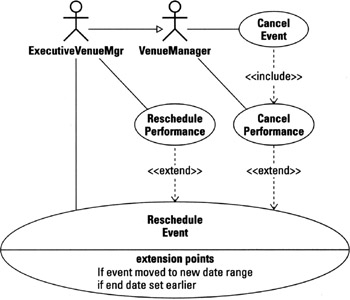 Cancel
Event
ExecutiveVenueMgr
VenueManager
<<include>>
Reschedule
Performance
Cancel
Performance
<<extend>>
<<extend>>
Reschedule
Event
extension points
If event moved to new date range
if end date set earlier